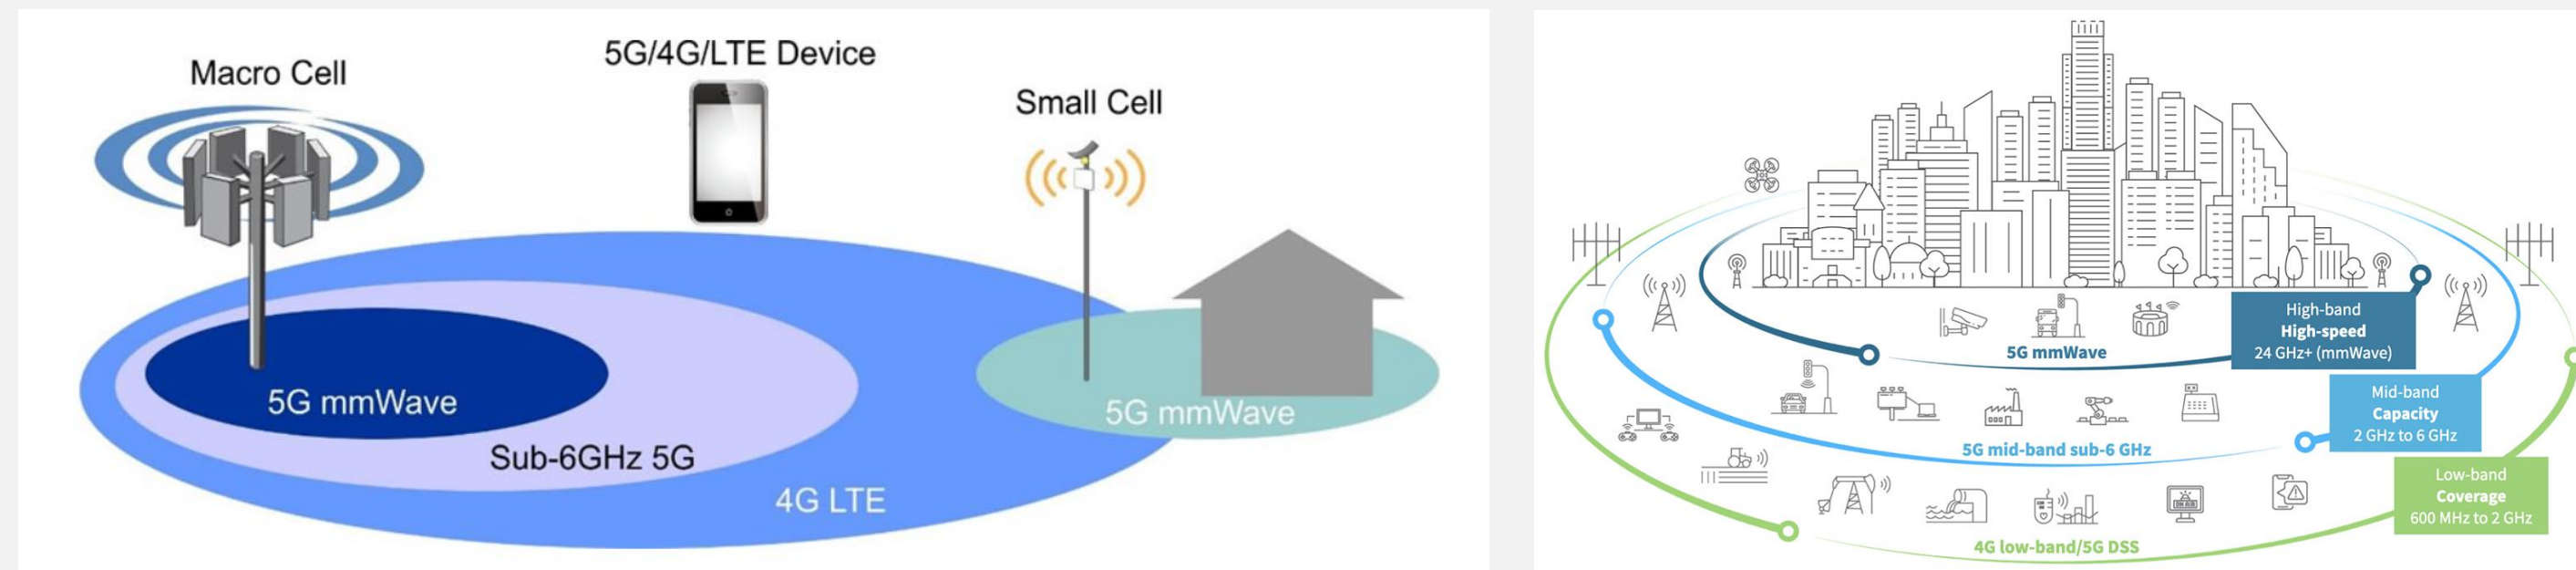 Macro Cell
5G/4G/LTE Device
Small Cell
5G mmWave
Sub-6GHz 5G
4G LTE
5G mmWave
High-band
High-speed
24 GHz+ (mmWave)
5G mmWave
Mid-band
Capacity
2 GHz to 6 GHz
5G mid-band sub-6 GHz
Low-band
Coverage
600 MHz to 2 GHz
4G low-band/5G DSS